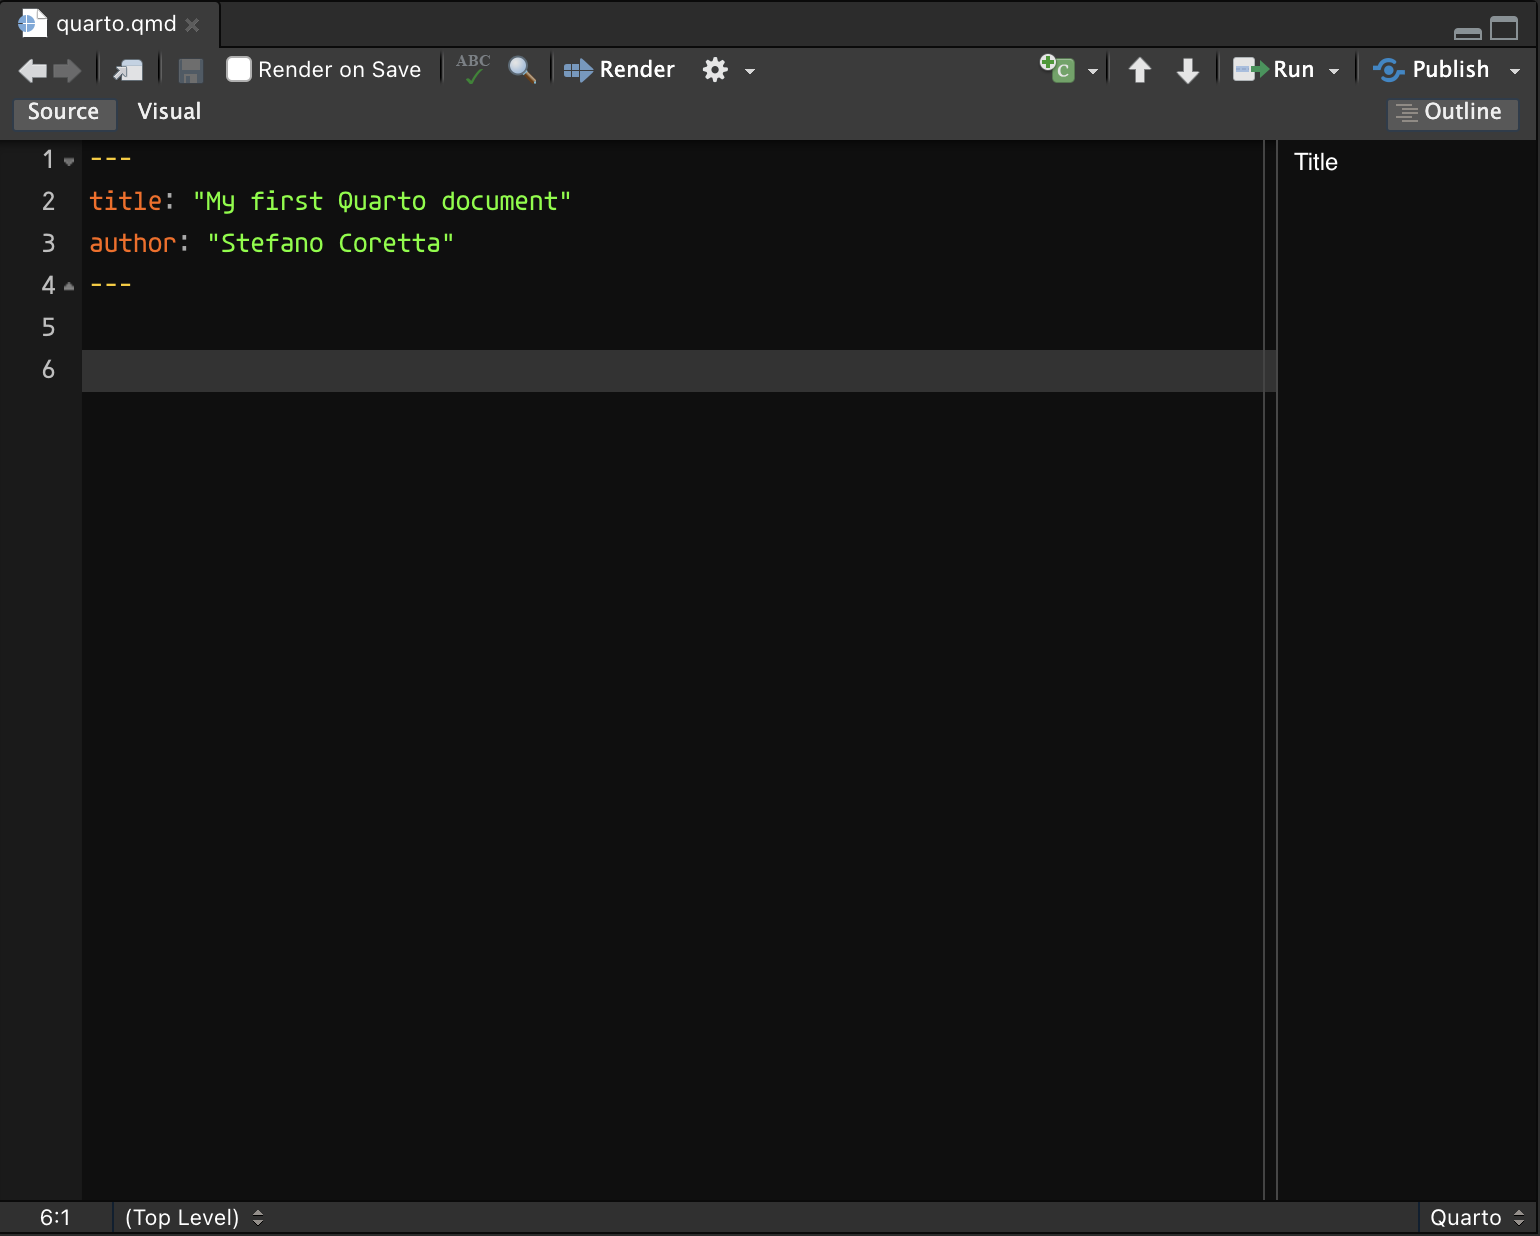 quarto.qmd
Render on Save ABC Render C Run Publish
Source Visual Outline
1 ---
2 title: "My first Quarto document"
3 author: "Stefano Coretta"
4 ---
5
6
Title
6:1 (Top Level) Quarto